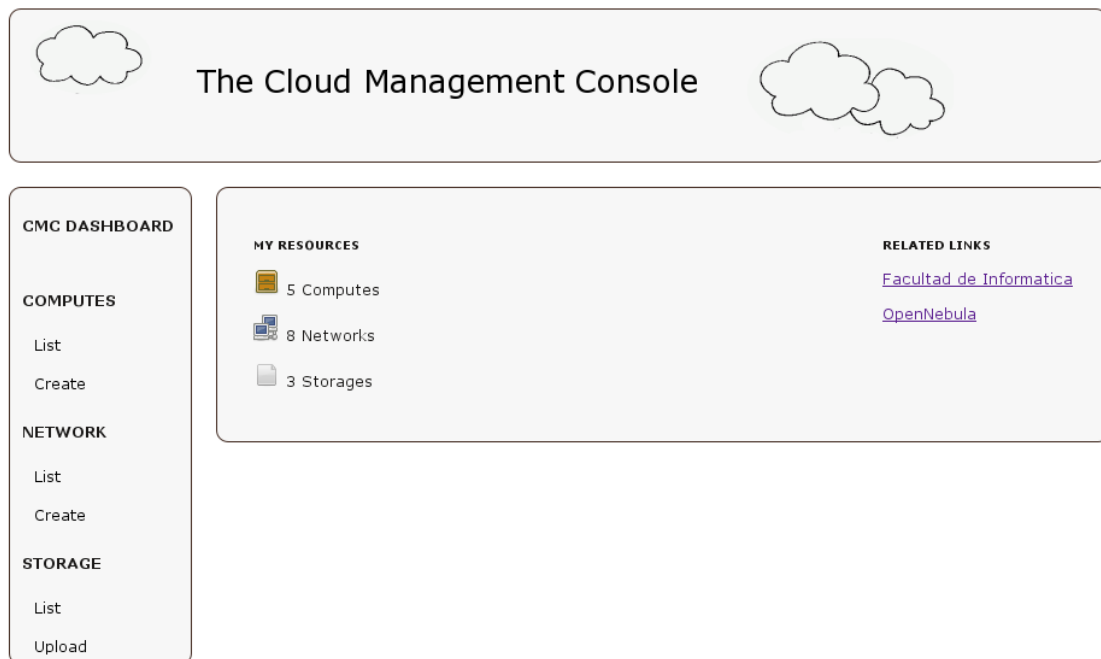 The Cloud Management Console
CMC DASHBOARD
COMPUTES
List
Create
NETWORK
List
Create
STORAGE
List
Upload
MY RESOURCES
5 Computes
8 Networks
3 Storages
RELATED LINKS
Facultad de Informatica
OpenNebula